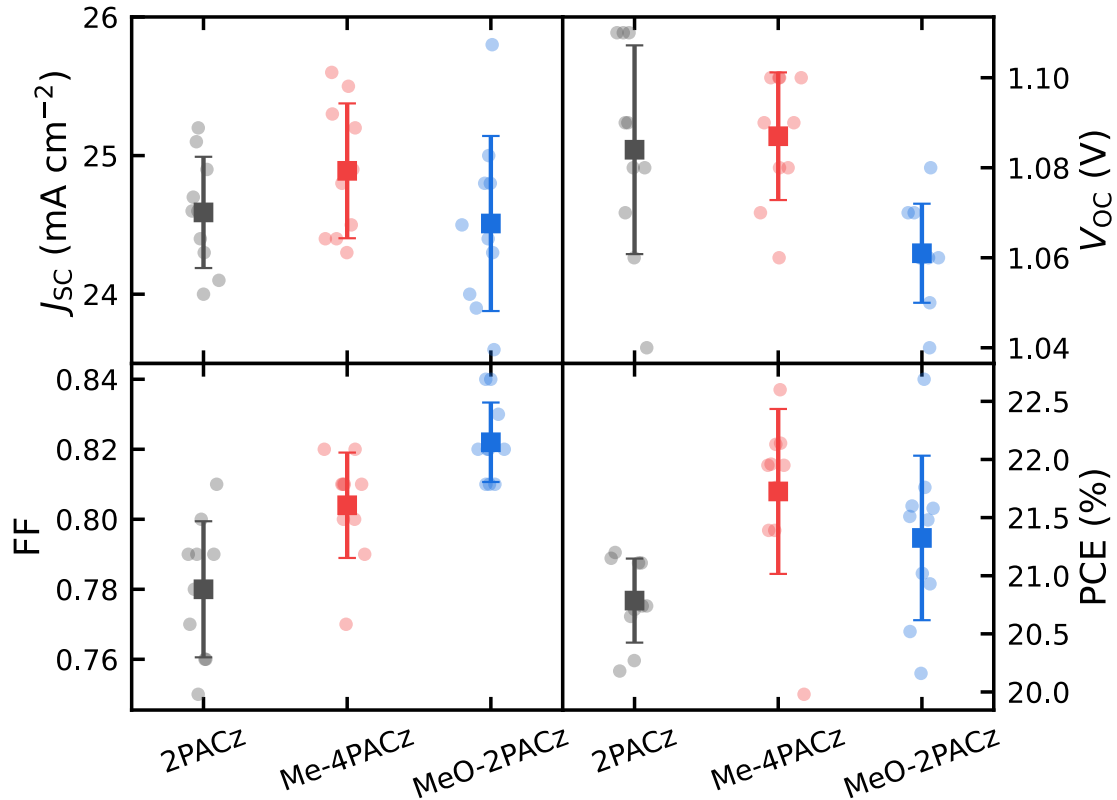 26
25
24
J_SC (mA cm⁻²)
1.10
1.08
1.06
1.04
V_OC (V)
0.84
0.82
0.80
0.78
0.76
FF
22.5
22.0
21.5
21.0
20.5
20.0
PCE (%)
2PACz
Me-4PACz
MeO-2PACz
2PACz
Me-4PACz
MeO-2PACz